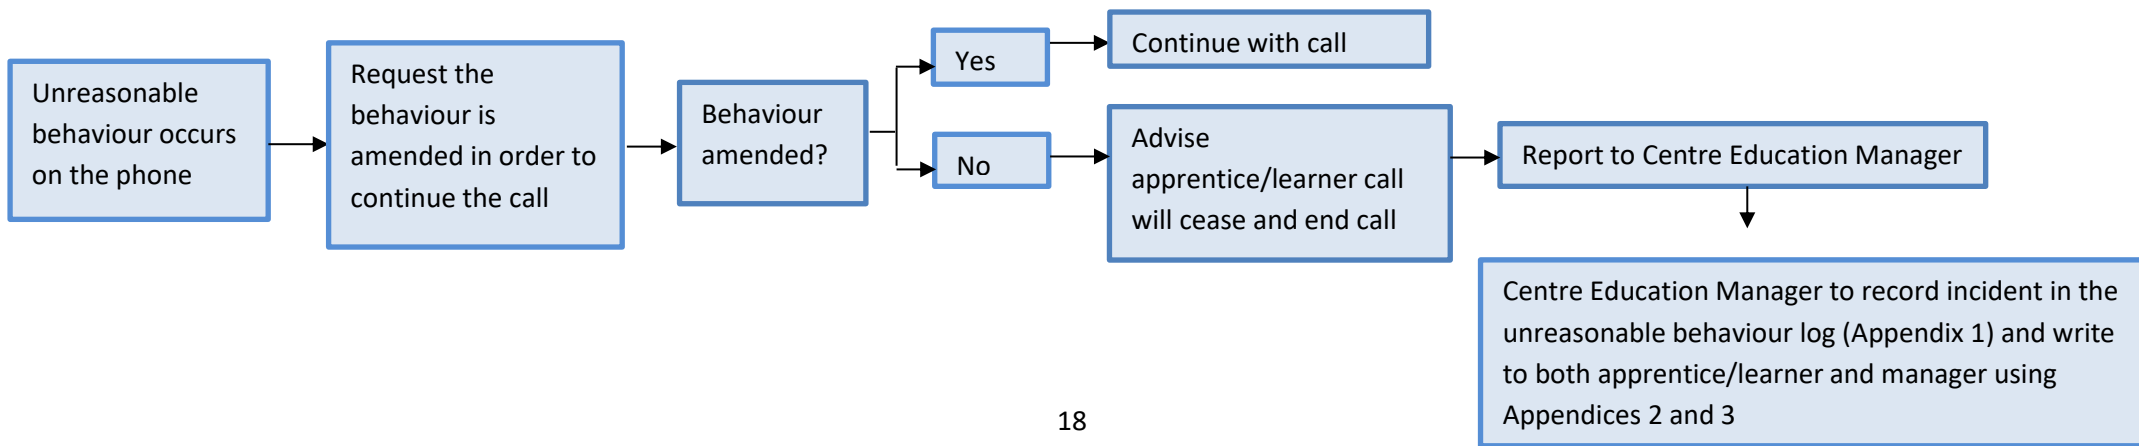 Unreasonable
behaviour occurs
on the phone
Request the
behaviour is
amended in order to
continue the call
Behaviour
amended?
Yes
Continue with call
No
Advise
apprentice/learner call
will cease and end call
Report to Centre Education Manager
Centre Education Manager to record incident in the
unreasonable behaviour log (Appendix 1) and write
to both apprentice/learner and manager using
Appendices 2 and 3
18